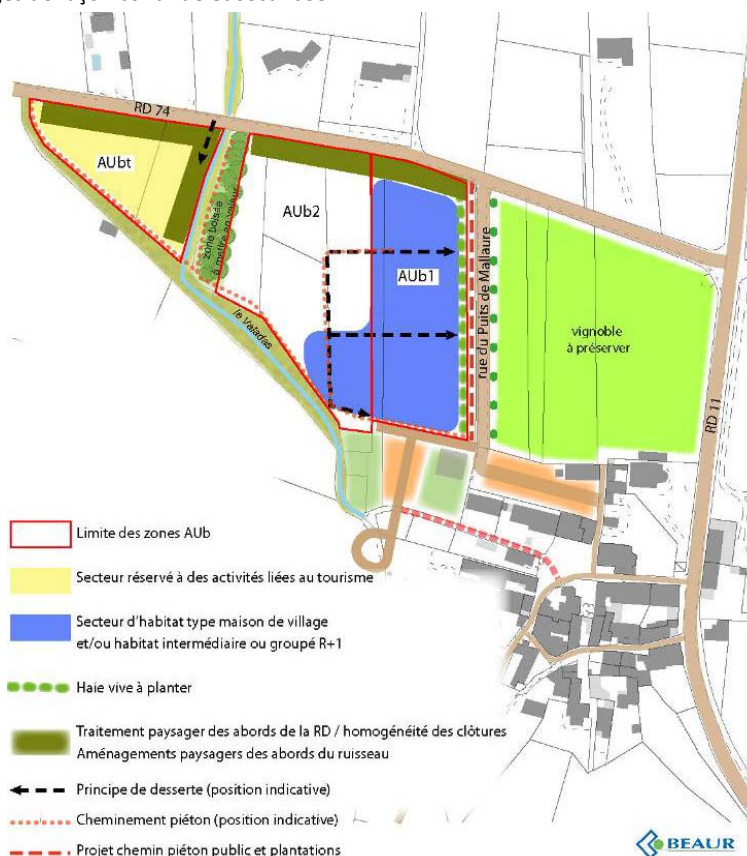 RD 74
AUbt
zone boisée
à mettre en valeur
AUb2
AUb1
rue du Puits de Mallaure
vignoble
à préserver
le Valadas
RD 11
Limite des zones AUb
Secteur réservé à des activités liées au tourisme
Secteur d'habitat type maison de village
et/ou habitat intermédiaire ou groupé R+1
Haie vive à planter
Traitement paysager des abords de la RD / homogénéité des clôtures
Aménagements paysagers des abords du ruisseau
Principe de desserte (position indicative)
Cheminement piéton (position indicative)
Projet chemin piéton public et plantations
BEAUR